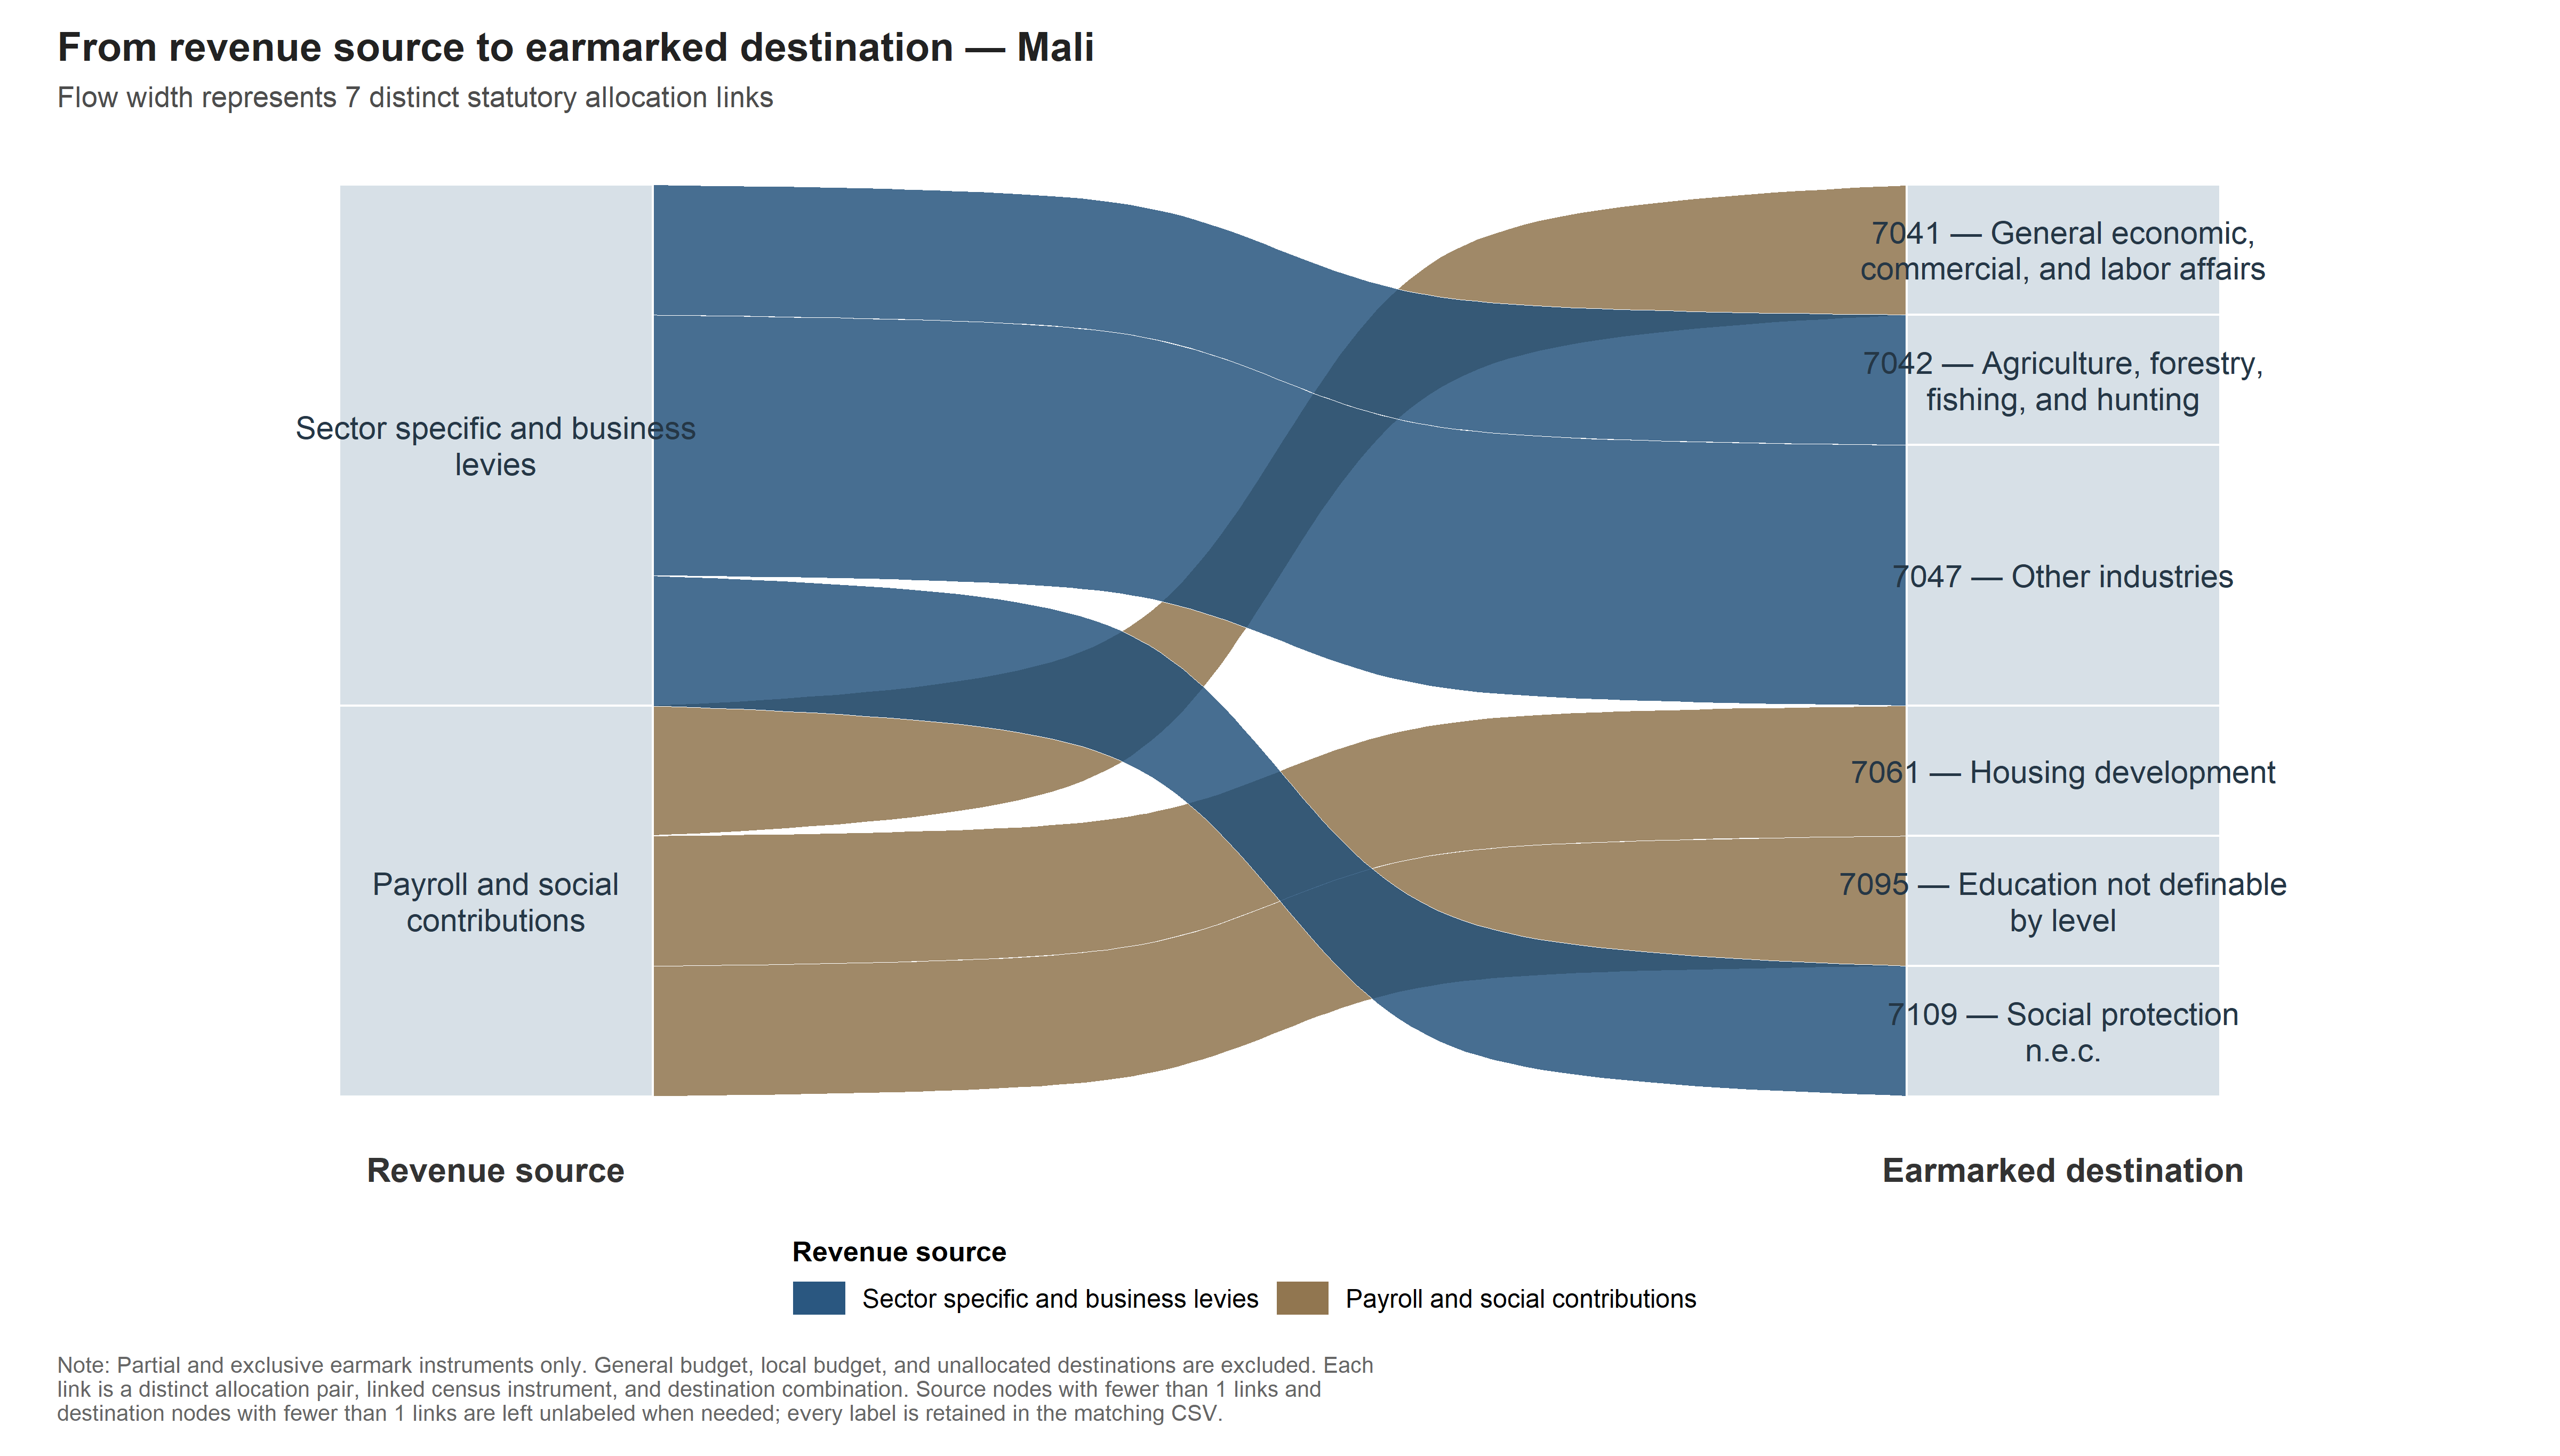 From revenue source to earmarked destination — Mali
Flow width represents 7 distinct statutory allocation links
Sector specific and business
levies
Payroll and social
contributions
7041 — General economic,
commercial, and labor affairs
7042 — Agriculture, forestry,
fishing, and hunting
7047 — Other industries
7061 — Housing development
7095 — Education not definable
by level
7109 — Social protection
n.e.c.
Revenue source
Earmarked destination
Revenue source
Sector specific and business levies
Payroll and social contributions
Note: Partial and exclusive earmark instruments only. General budget, local budget, and unallocated destinations are excluded. Each
link is a distinct allocation pair, linked census instrument, and destination combination. Source nodes with fewer than 1 links and
destination nodes with fewer than 1 links are left unlabeled when needed; every label is retained in the matching CSV.